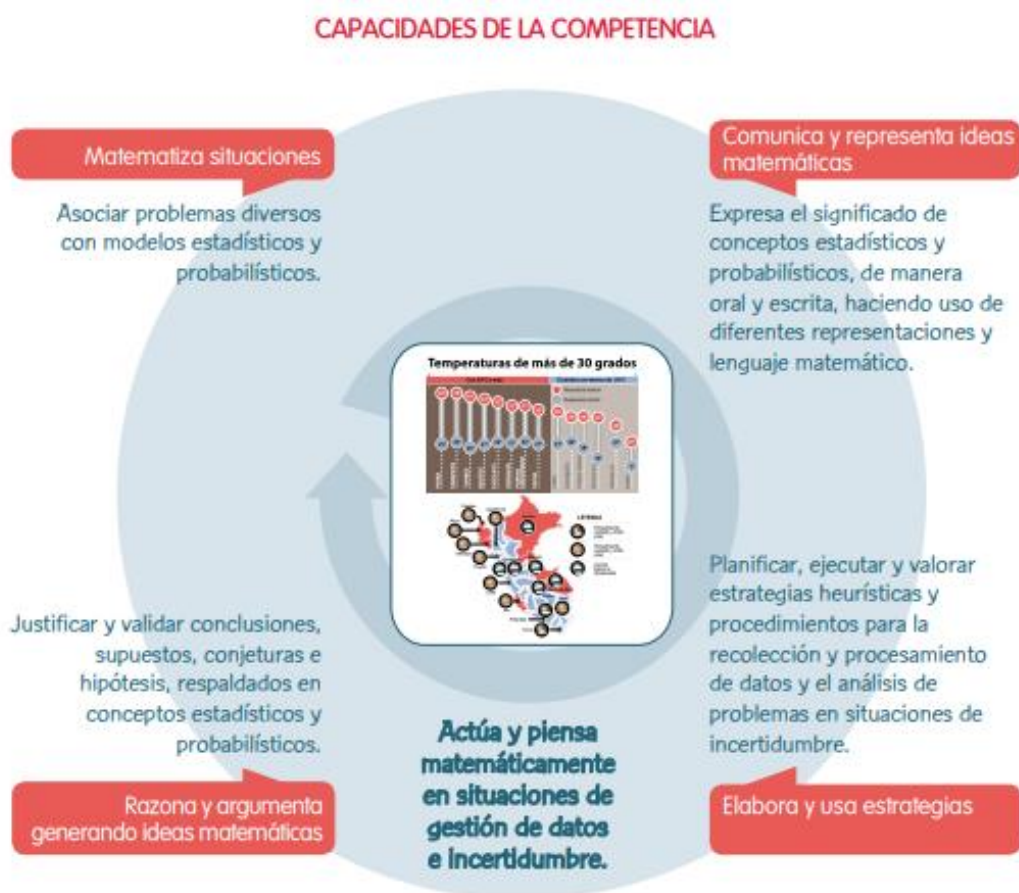 CAPACIDADES DE LA COMPETENCIA
Matematiza situaciones
Asociar problemas diversos
con modelos estadísticos y
probabilísticos.
Comunica y representa ideas
matemáticas
Expresa el significado de
conceptos estadísticos y
probabilísticos, de manera
oral y escrita, haciendo uso de
diferentes representaciones y
lenguaje matemático.
Temperaturas de más de 30 grados
LEYENDA
Justificar y validar conclusiones,
supuestos, conjeturas e
hipótesis, respaldados en
conceptos estadísticos y
probabilísticos.
Razona y argumenta
generando ideas matemáticas
Actúa y piensa
matemáticamente
en situaciones de
gestión de datos
e incertidumbre.
Planificar, ejecutar y valorar
estrategias heurísticas y
procedimientos para la
recolección y procesamiento
de datos y el análisis de
problemas en situaciones de
incertidumbre.
Elabora y usa estrategias